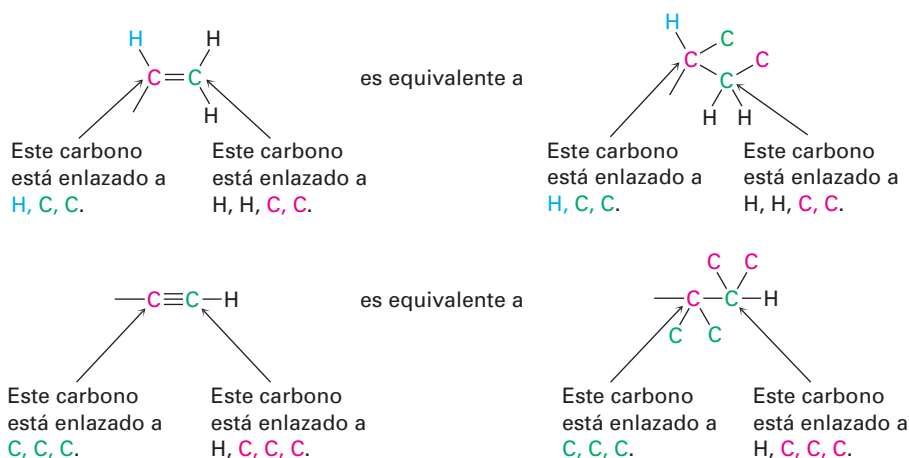 H H H C
C=C es equivalente a C C
H C
H H
Este carbono Este carbono Este carbono Este carbono
está enlazado a está enlazado a está enlazado a está enlazado a
H, C, C. H, H, C, C. H, C, C. H, H, C, C.
C C
C≡C—H es equivalente a C—C—H
C C
Este carbono Este carbono Este carbono Este carbono
está enlazado a está enlazado a está enlazado a está enlazado a
C, C, C. H, C, C, C. C, C, C. H, C, C, C.